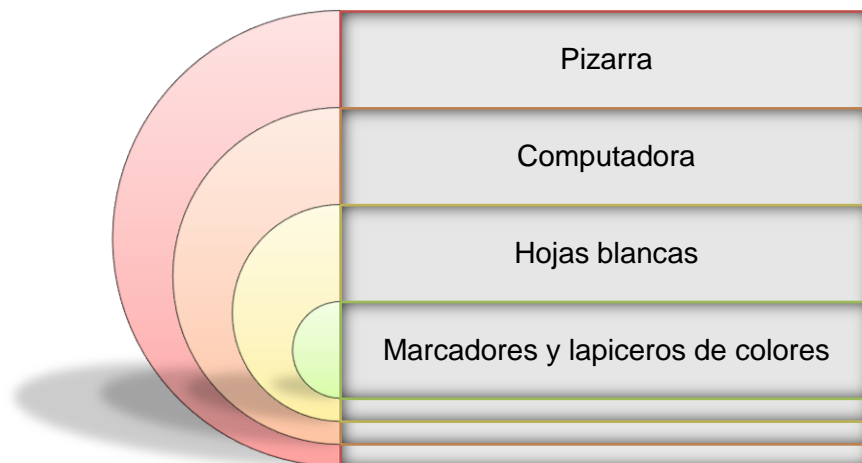 Pizarra
Computadora
Hojas blancas
Marcadores y lapiceros de colores